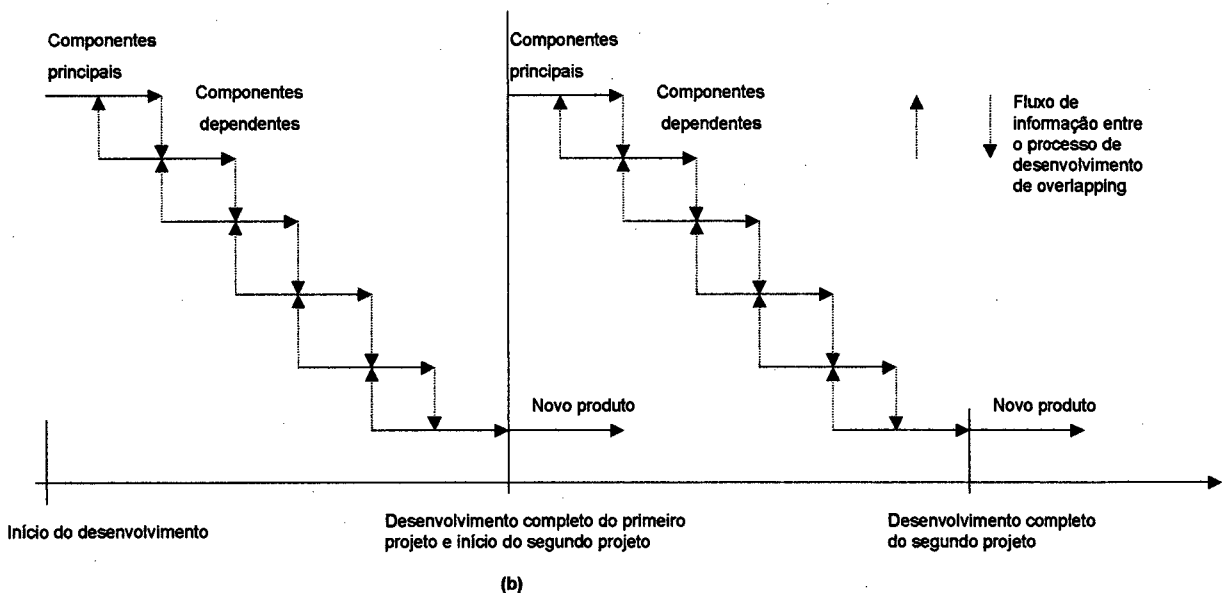 Componentes
principais
Componentes
dependentes
Componentes
principais
Componentes
dependentes
Fluxo de
informação entre
o processo de
desenvolvimento
de overlapping
Novo produto
Novo produto
Início do desenvolvimento
Desenvolvimento completo do primeiro
projeto e início do segundo projeto
Desenvolvimento completo
do segundo projeto
(b)